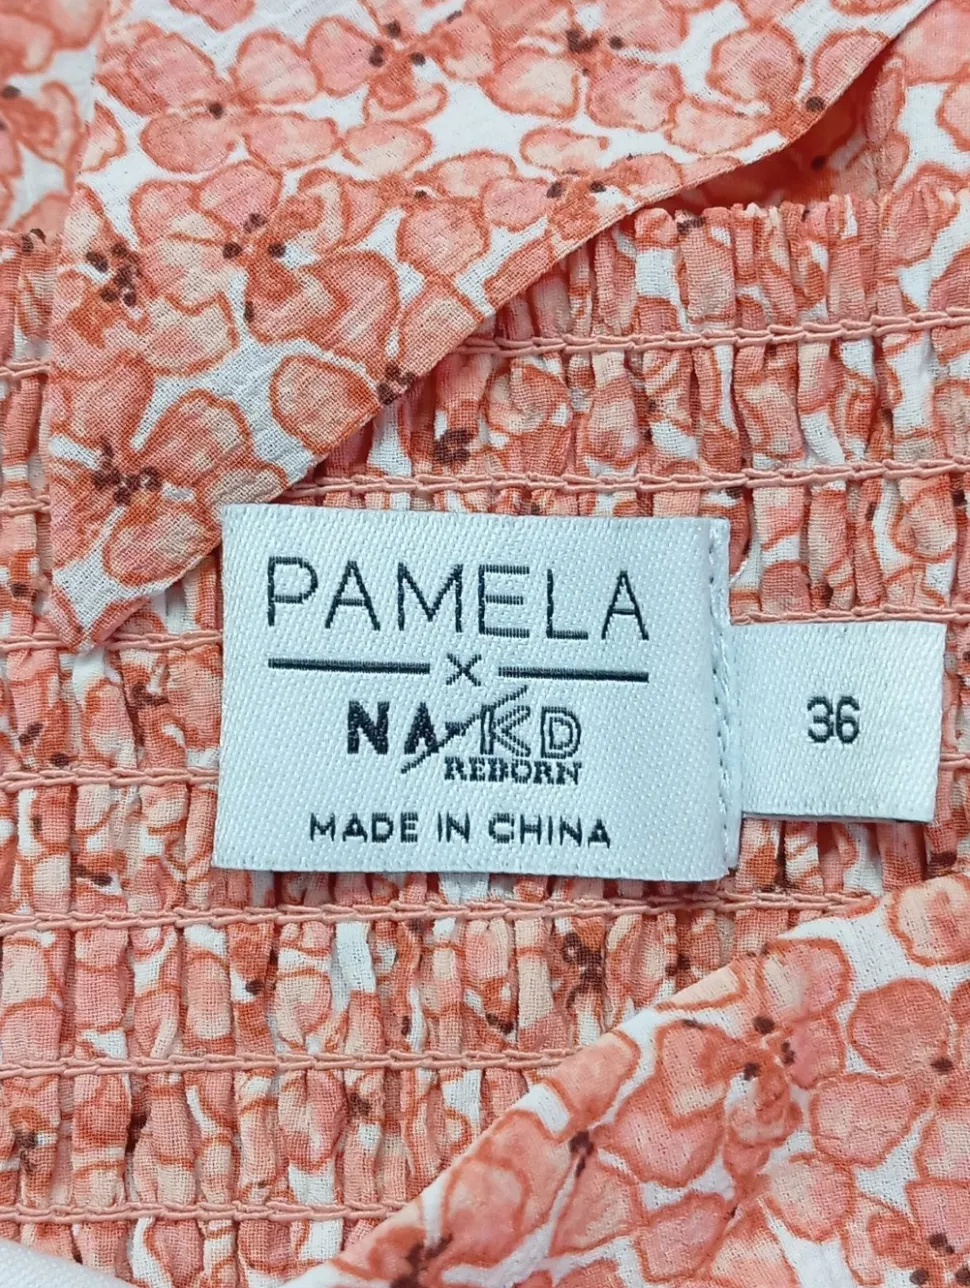 PAMELA
X
NA-KD
REBORN
MADE IN CHINA
36